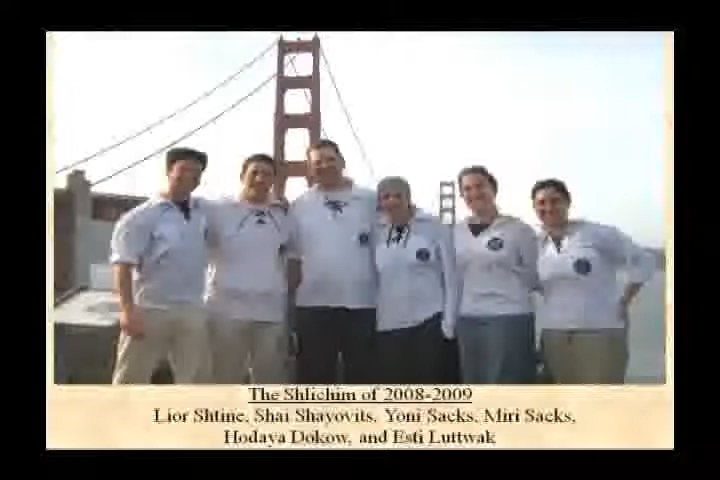 The Shlichim of 2008-2009
Lior Shtine, Shai Shayovits, Yoni Sacks, Miri Sacks,
Hodaya Dokow, and Esti Luttwak